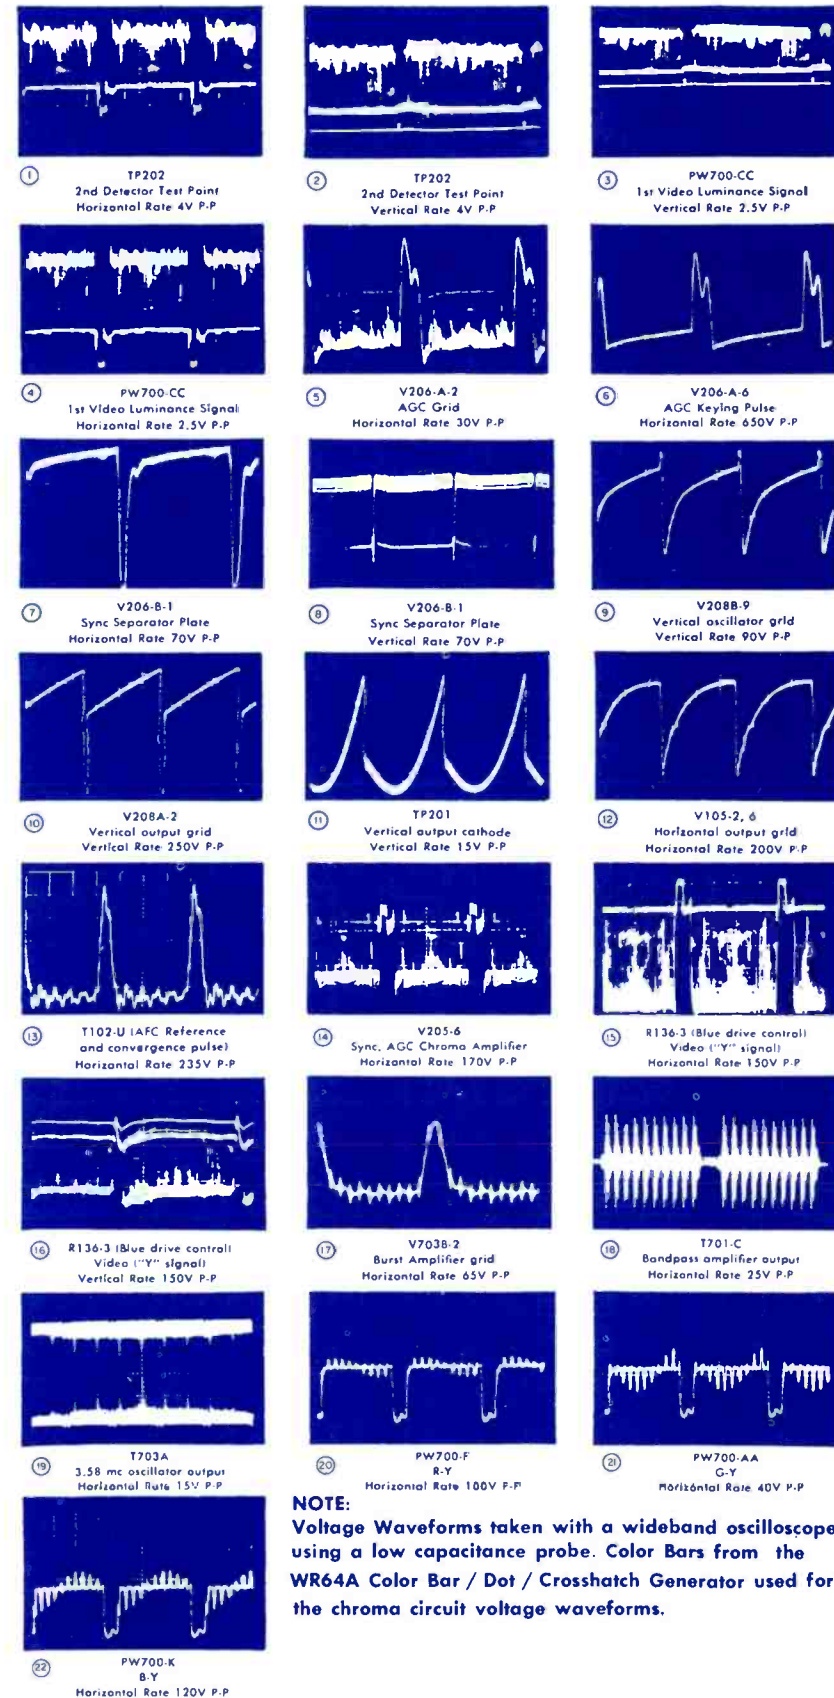 1
TP202
2nd Detector Test Point
Horizontal Rate 4V P-P
2
TP202
2nd Detector Test Point
Vertical Rate 4V P-P
3
PW700-CC
1st Video Luminance Signal
Vertical Rate 2.5V P-P
4
PW700-CC
1st Video Luminance Signal
Horizontal Rate 2.5V P-P
5
V206-A-2
AGC Grid
Horizontal Rate 30V P-P
6
V206-A-6
AGC Keying Pulse
Horizontal Rate 650V P-P
7
V206-B-1
Sync Separator Plate
Horizontal Rate 70V P-P
8
V206-B-1
Sync Separator Plate
Vertical Rate 70V P-P
9
V208B-9
Vertical oscillator grid
Vertical Rate 90V P-P
10
V208A-2
Vertical output grid
Vertical Rate 250V P-P
11
TP201
Vertical output cathode
Vertical Rate 15V P-P
12
V105-2, 6
Horizontal output grid
Horizontal Rate 200V P-P
13
T102-U (AFC Reference
and convergence pulse)
Horizontal Rate 235V P-P
14
V205-6
Sync, AGC Chroma Amplifier
Horizontal Rate 170V P-P
15
R136-3 (Blue drive control)
Video ("Y" signal)
Horizontal Rate 150V P-P
16
R136-3 (Blue drive control)
Video ("Y" signal)
Vertical Rate 150V P-P
17
V703B-2
Burst Amplifier grid
Horizontal Rate 65V P-P
18
T701-C
Bandpass amplifier output
Horizontal Rate 25V P-P
19
T703A
3.58 mc oscillator output
Horizontal Rate 15V P-P
20
PW700-F
R-Y
Horizontal Rate 100V P-P
21
PW700-AA
G-Y
Horizontal Rate 40V P-P
22
PW700-K
B-Y
Horizontal Rate 120V P-P
NOTE:
Voltage Waveforms taken with a wideband oscilloscope
using a low capacitance probe. Color Bars from the
WR64A Color Bar / Dot / Crosshatch Generator used for
the chroma circuit voltage waveforms.